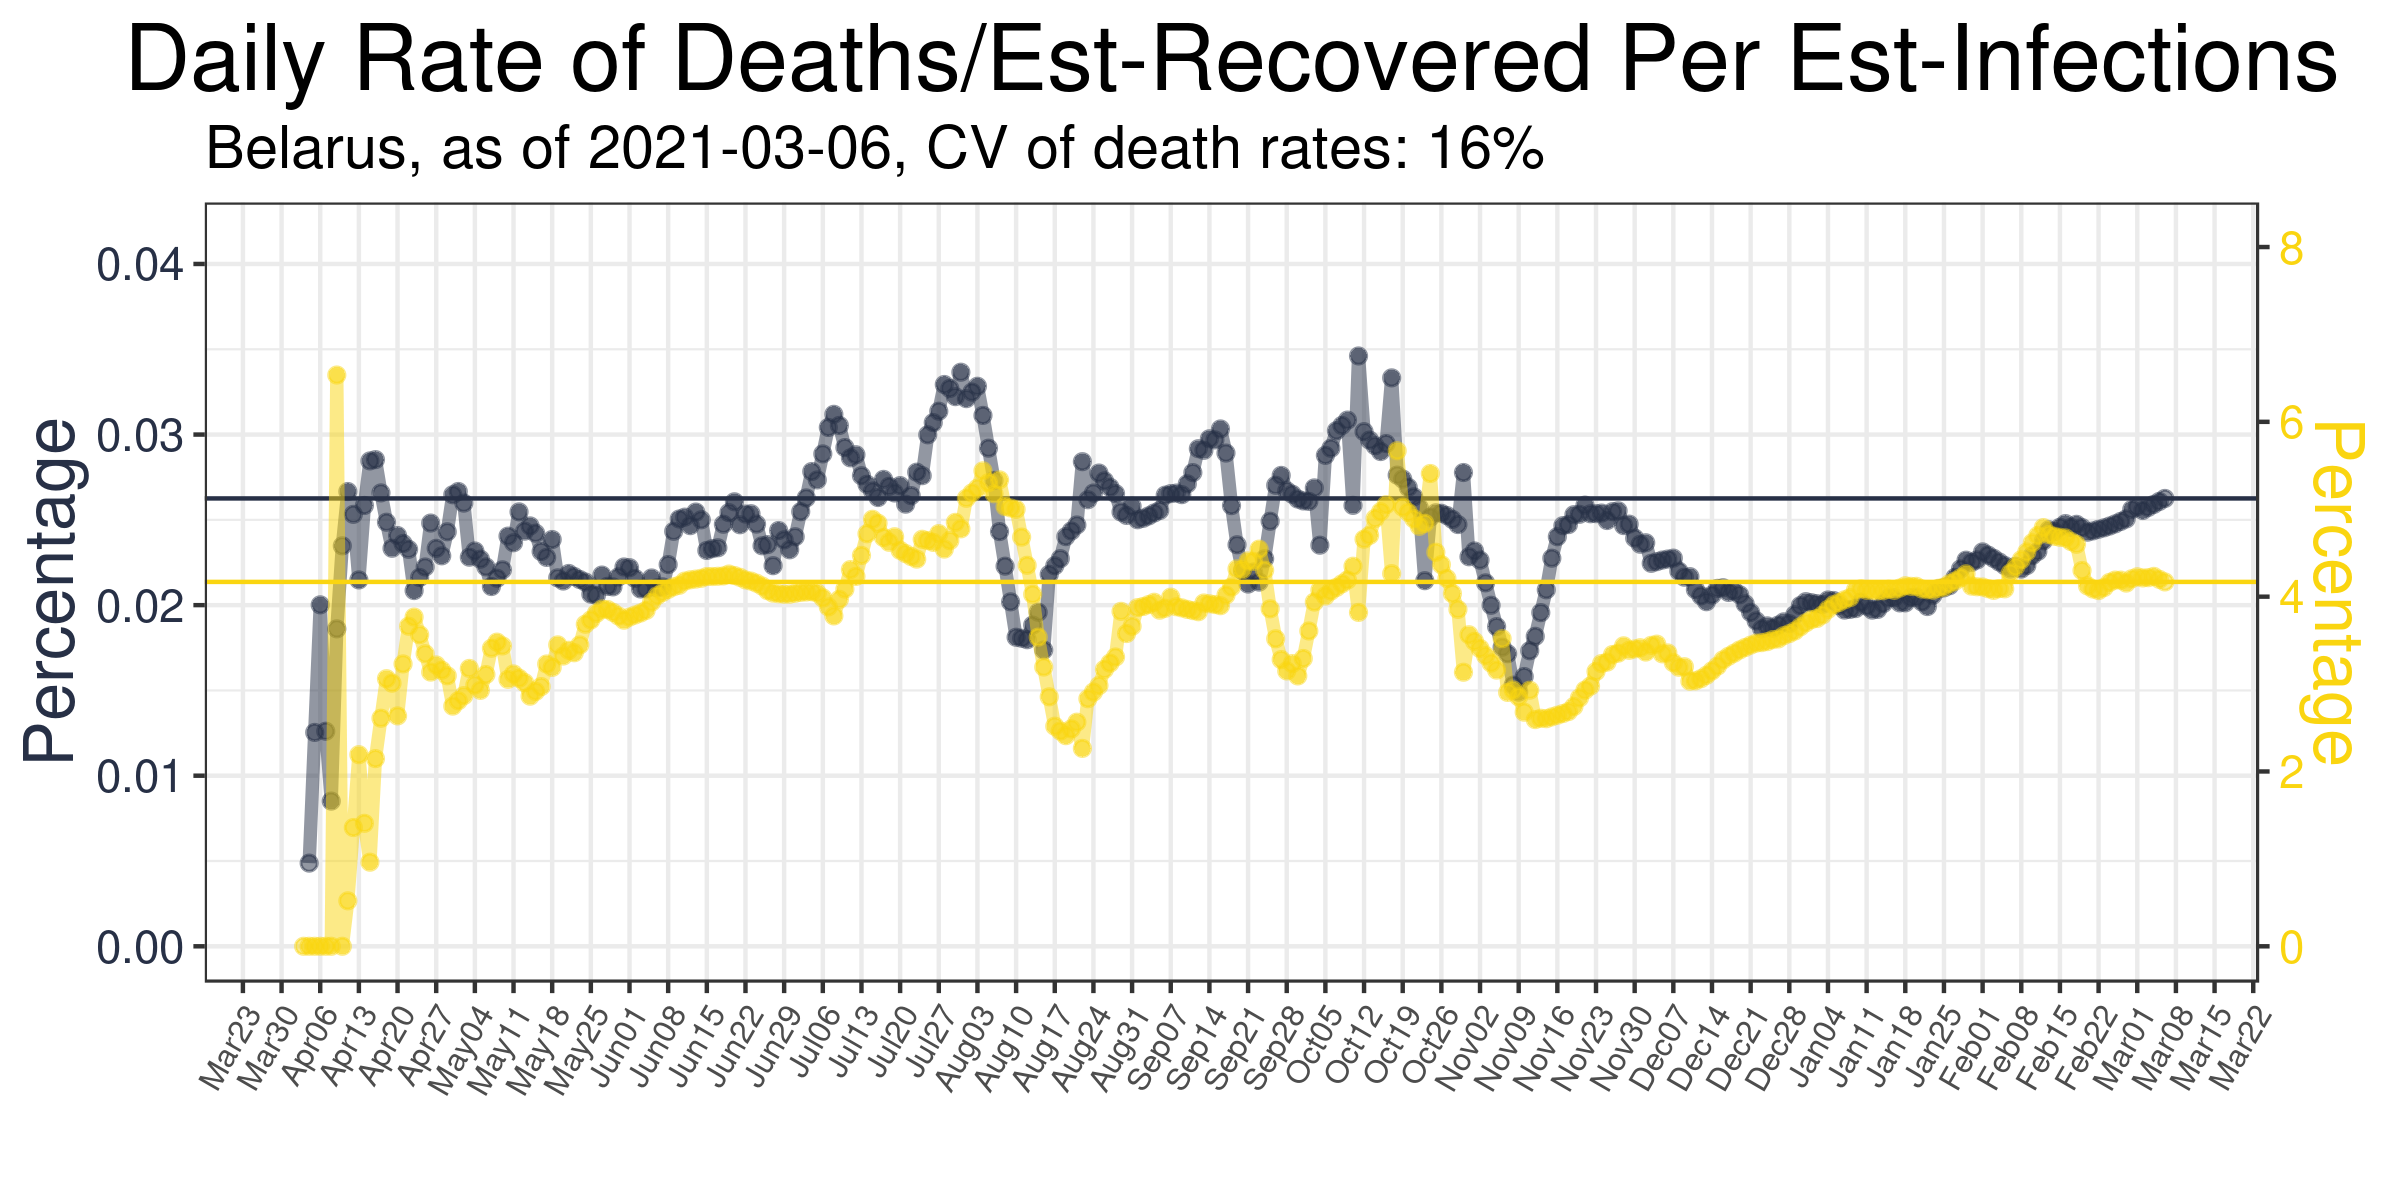 Daily Rate of Deaths/Est-Recovered Per Est-Infections
Belarus, as of 2021-03-06, CV of death rates: 16%
Percentage
0.04
0.03
0.02
0.01
0.00
8
6
4
2
0
Percentage
Mar23
Mar30
Apr06
Apr13
Apr20
Apr27
May04
May11
May18
May25
Jun01
Jun08
Jun15
Jun22
Jun29
Jul06
Jul13
Jul20
Jul27
Aug03
Aug10
Aug17
Aug24
Aug31
Sep07
Sep14
Sep21
Sep28
Oct05
Oct12
Oct19
Oct26
Nov02
Nov09
Nov16
Nov23
Nov30
Dec07
Dec14
Dec21
Dec28
Jan04
Jan11
Jan18
Jan25
Feb01
Feb08
Feb15
Feb22
Mar01
Mar08
Mar15
Mar22